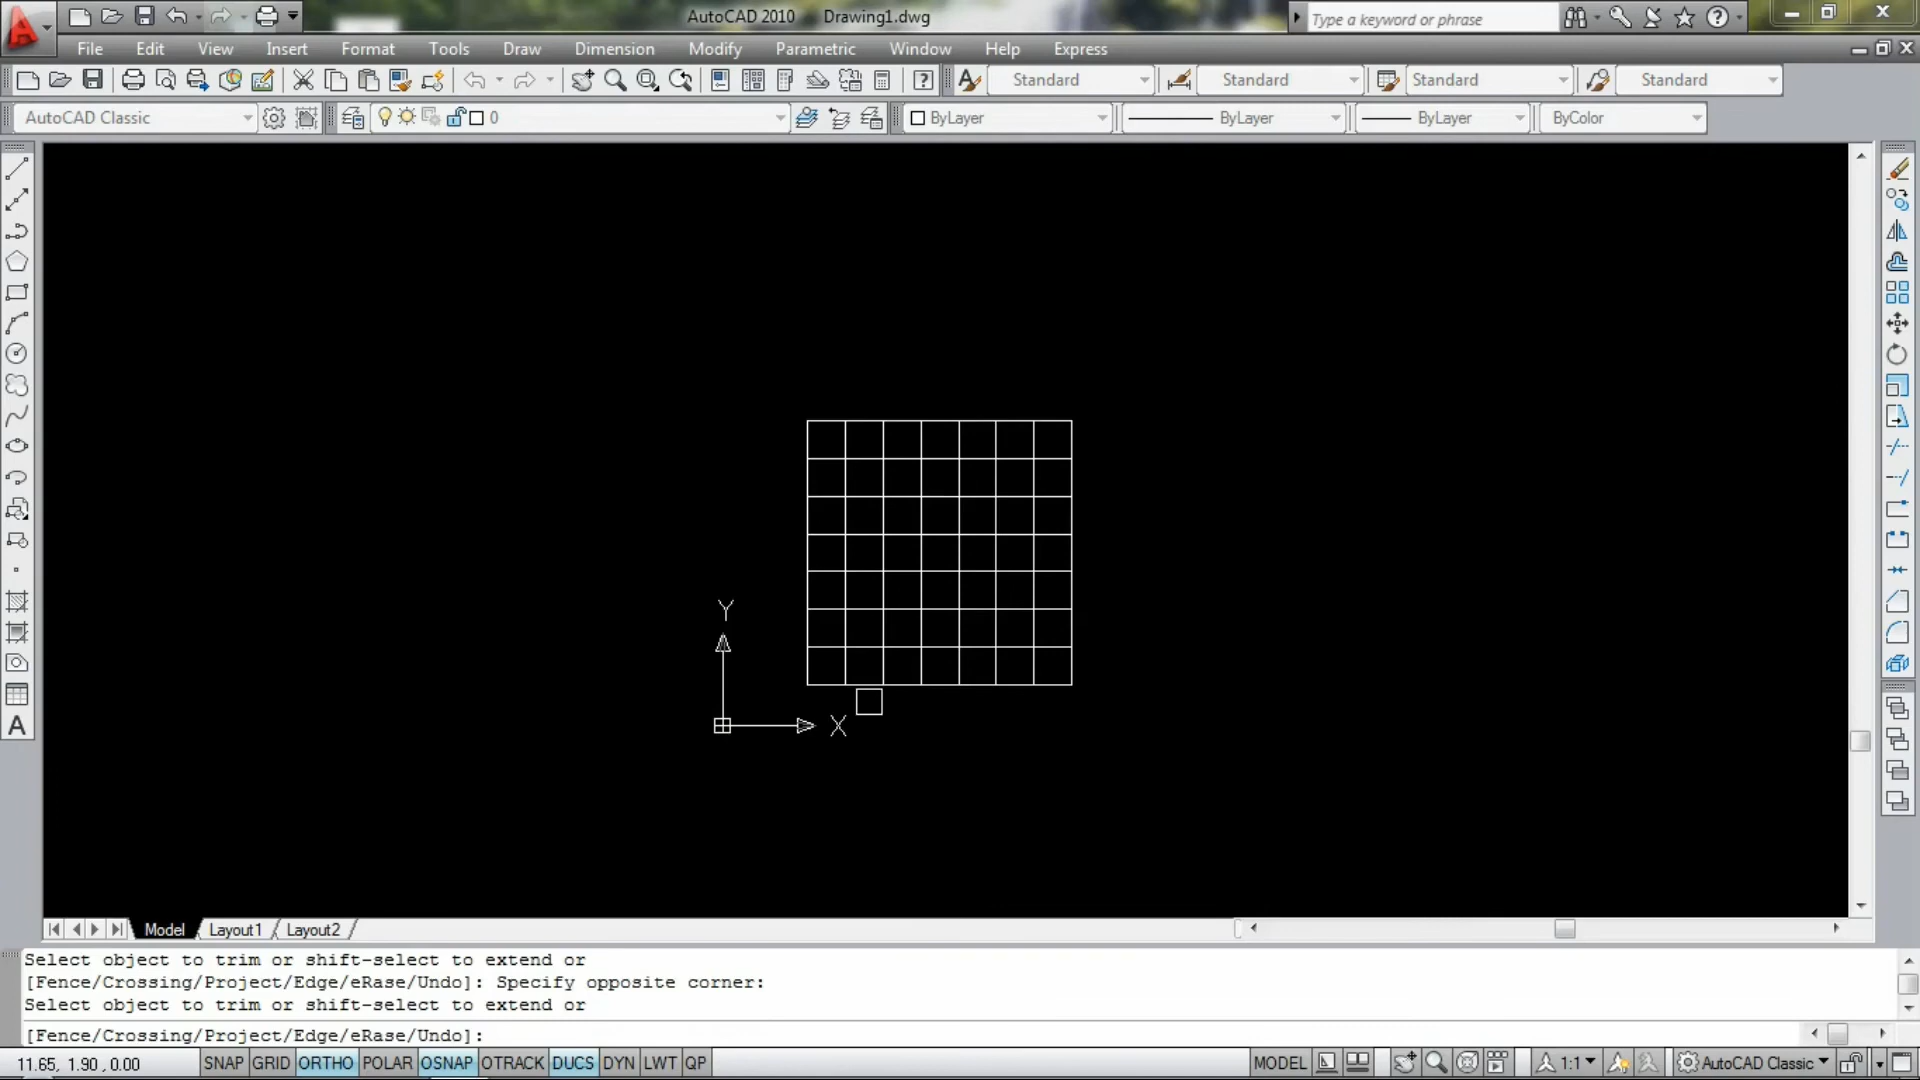 AutoCAD 2010 Drawing1.dwg
Type a keyword or phrase
File Edit View Insert Format Tools Draw Dimension Modify Parametric Window Help Express
Standard Standard Standard Standard
AutoCAD Classic 0 ByLayer ByLayer ByLayer ByColor
Y
X
A
Model Layout1 Layout2
Select object to trim or shift-select to extend or
[Fence/Crossing/Project/Edge/eRase/Undo]: Specify opposite corner:
Select object to trim or shift-select to extend or
[Fence/Crossing/Project/Edge/eRase/Undo]:
11.65, 1.90 , 0.00 SNAP GRID ORTHO POLAR OSNAP OTRACK DUCS DYN LWT QP MODEL 1:1 AutoCAD Classic